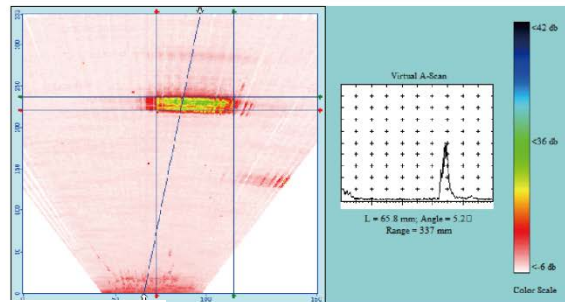 <42 db
Virtual A-Scan
<36 db
L = 65.8 mm; Angle = 5.2▯
Range = 337 mm
<-6 db
100
Color Scale